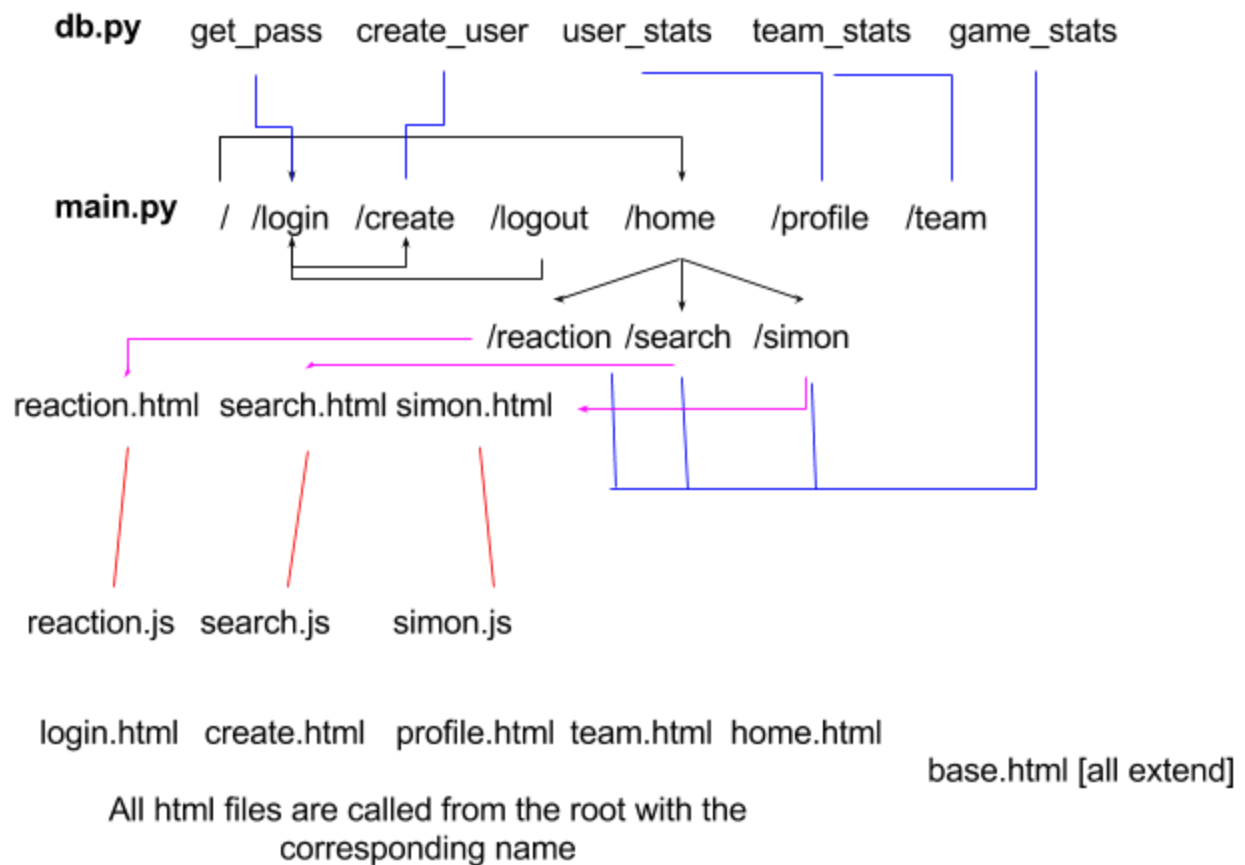 db.py get_pass create_user user_stats team_stats game_stats
main.py / /login /create /logout /home /profile /team
/reaction /search /simon
reaction.html search.html simon.html
reaction.js search.js simon.js
login.html create.html profile.html team.html home.html
base.html [all extend]
All html files are called from the root with the
corresponding name